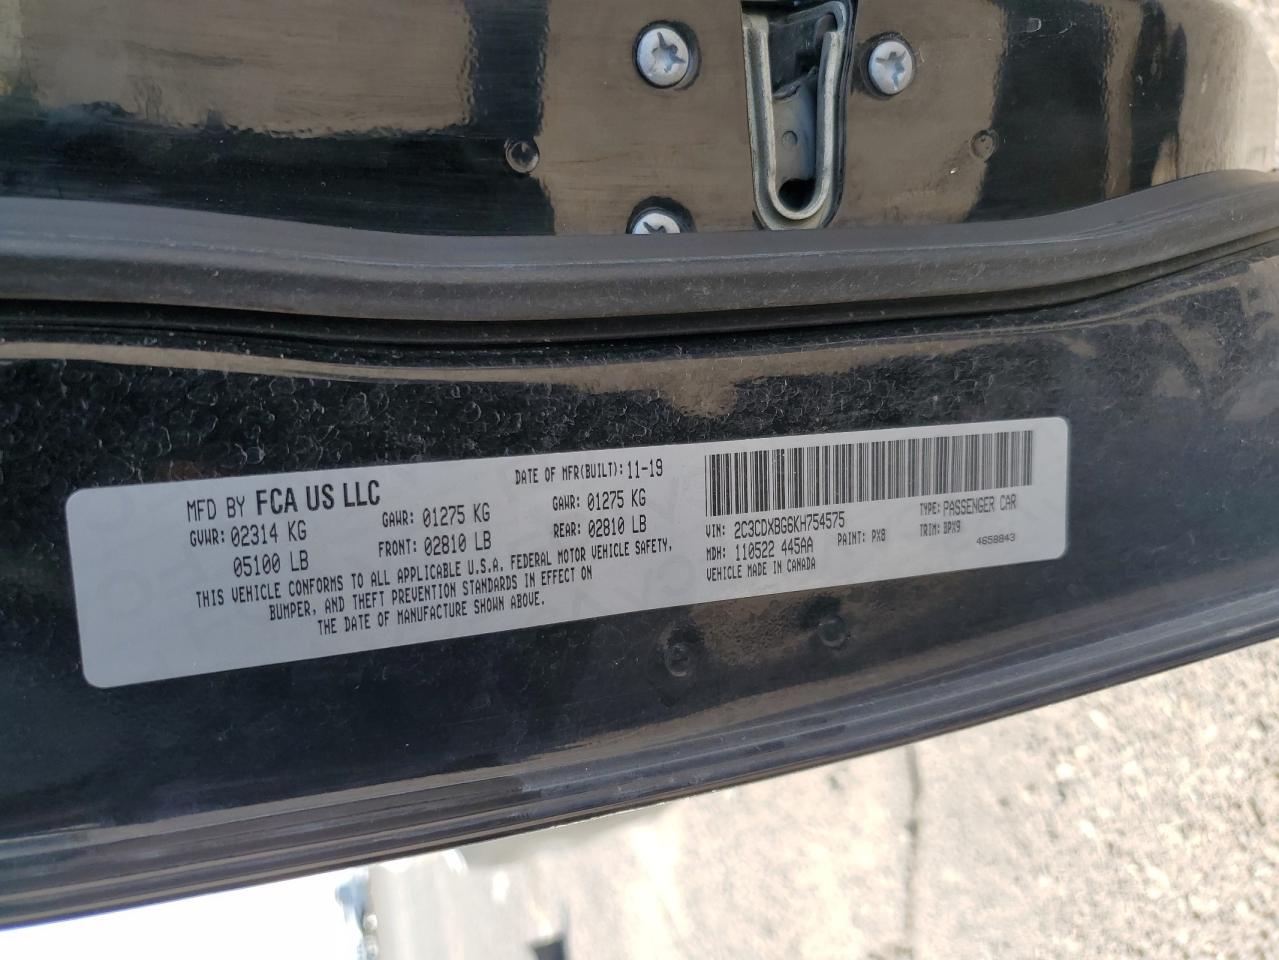 MFD BY FCA US LLC
DATE OF MFR(BUILT): 11-19
GVWR: 02314 KG
05100 LB
GAWR: 01275 KG
FRONT: 02810 LB
GAWR: 01275 KG
REAR: 02810 LB
THIS VEHICLE CONFORMS TO ALL APPLICABLE U.S.A. FEDERAL MOTOR VEHICLE SAFETY,
BUMPER, AND THEFT PREVENTION STANDARDS IN EFFECT ON
THE DATE OF MANUFACTURE SHOWN ABOVE.
VIN: 2C3CDXBG6KH754575
TYPE: PASSENGER CAR
MDH: 110522 445AA
PAINT: PX8
TRIM: BPX9
VEHICLE MADE IN CANADA
4658843